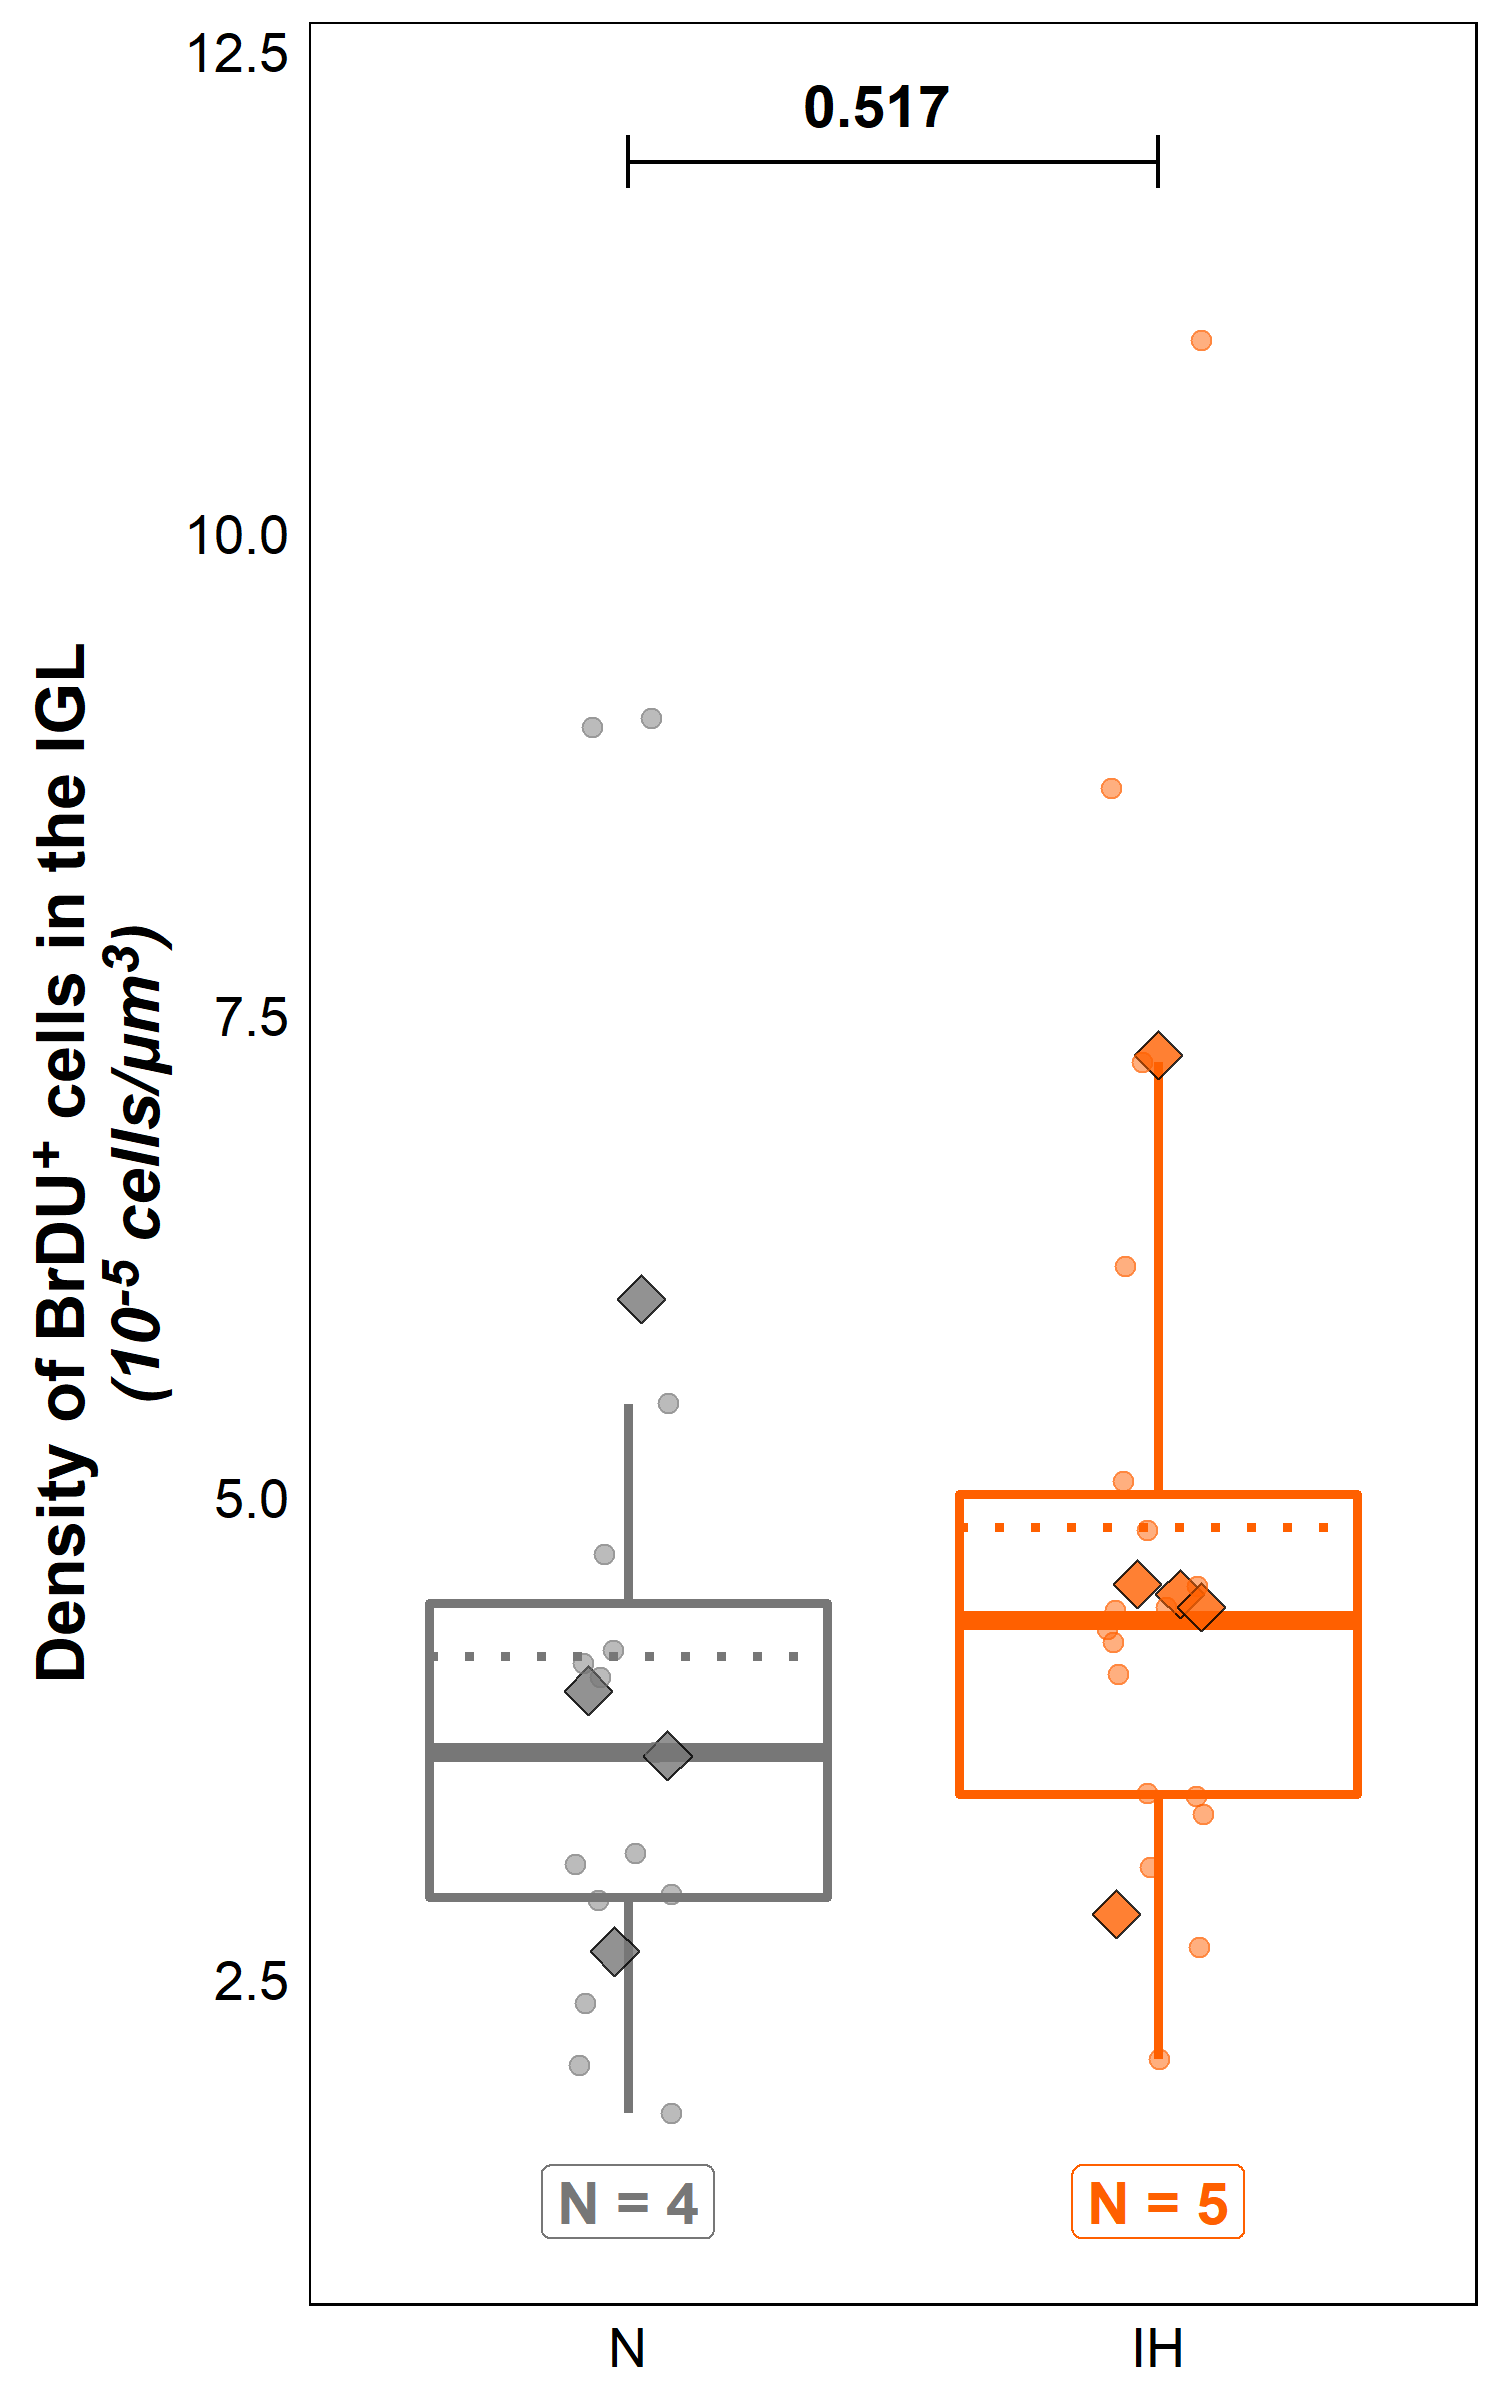 Density of BrDU⁺ cells in the IGL
(10⁻⁵ cells/µm³)
12.5
10.0
7.5
5.0
2.5
0.517
N = 4
N = 5
N
IH